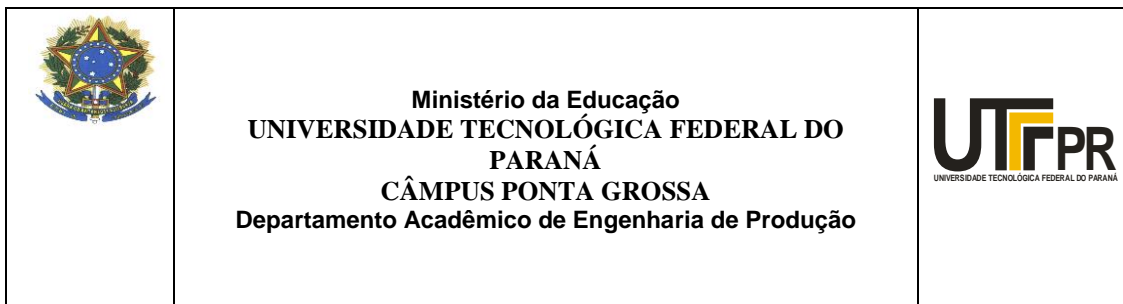 Ministério da Educação
UNIVERSIDADE TECNOLÓGICA FEDERAL DO
PARANÁ
CÂMPUS PONTA GROSSA
Departamento Acadêmico de Engenharia de Produção
UTFPR
UNIVERSIDADE TECNOLÓGICA FEDERAL DO PARANÁ